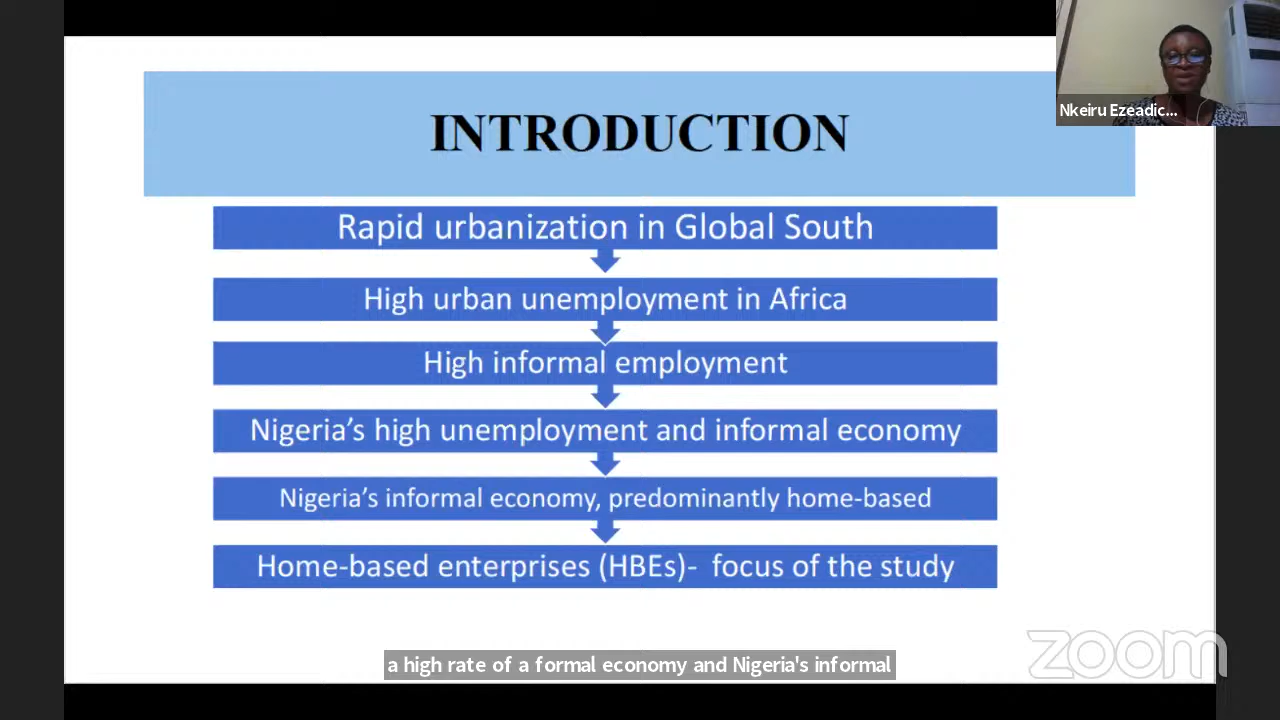 INTRODUCTION
Nkeiru Ezeadic...
Rapid urbanization in Global South
High urban unemployment in Africa
High informal employment
Nigeria’s high unemployment and informal economy
Nigeria’s informal economy, predominantly home-based
Home-based enterprises (HBEs)- focus of the study
zoom
a high rate of a formal economy and Nigeria's informal